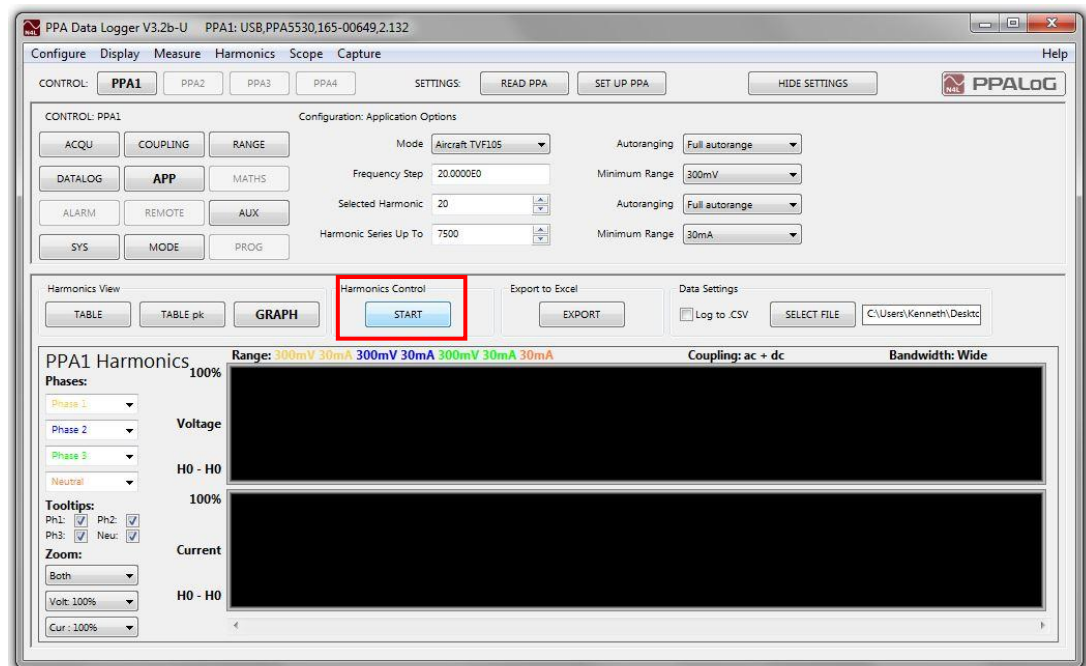 PPA Data Logger V3.2b-U PPA1: USB,PPA5530,165-00649,2.132
Configure Display Measure Harmonics Scope Capture Help
CONTROL: PPA1 PPA2 PPA3 PPA4 SETTINGS: READ PPA SET UP PPA HIDE SETTINGS N4L PPALoG
CONTROL: PPA1 Configuration: Application Options
ACQU COUPLING RANGE Mode Aircraft TVF105 Autoranging Full autorange
DATALOG APP MATHS Frequency Step 20.0000E0 Minimum Range 300mV
ALARM REMOTE AUX Selected Harmonic 20 Autoranging Full autorange
SYS MODE PROG Harmonic Series Up To 7500 Minimum Range 30mA
Harmonics View Harmonics Control Export to Excel Data Settings
TABLE TABLE pk GRAPH START EXPORT Log to .CSV SELECT FILE C:\Users\Kenneth\Desktc
PPA1 Harmonics Range: 300mV 30mA 300mV 30mA 300mV 30mA 30mA Coupling: ac + dc Bandwidth: Wide
100%
Phases:
Phase 1
Phase 2 Voltage
Phase 3
H0 - H0
Neutral
100%
Tooltips:
Ph1: Ph2:
Ph3: Neu:
Zoom: Current
Both
Volt: 100% H0 - H0
Cur : 100%